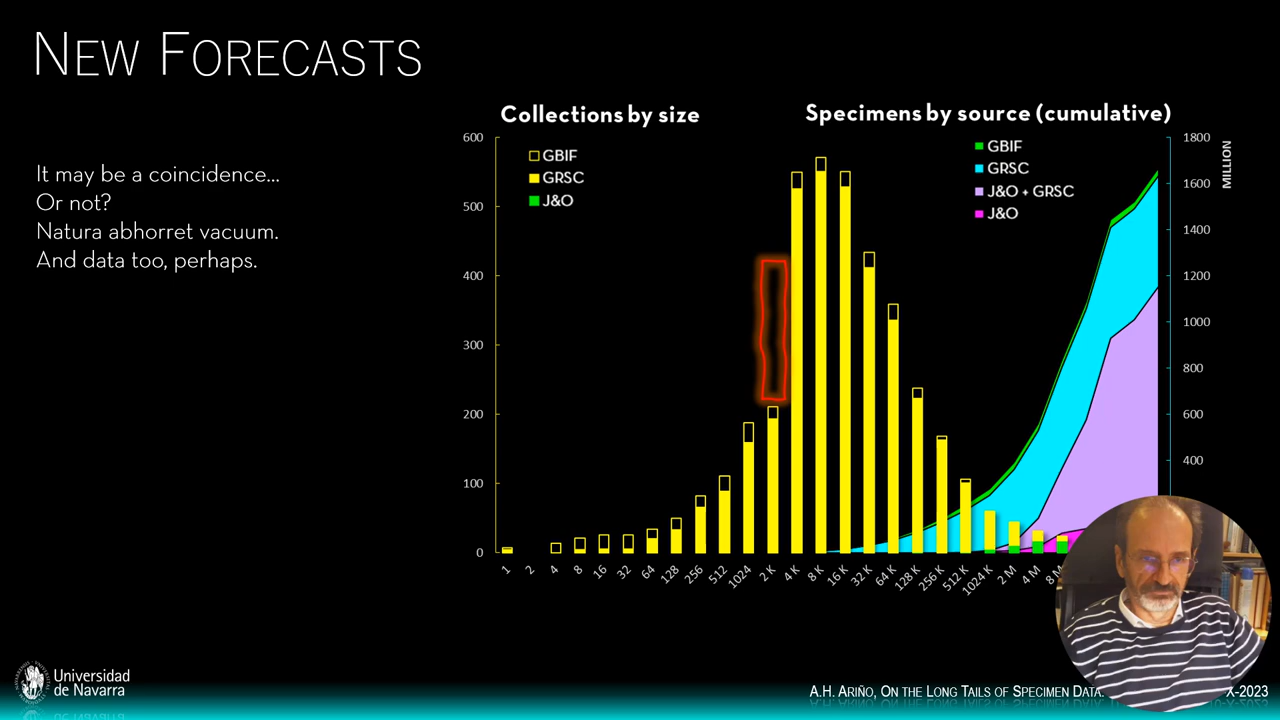 NEW FORECASTS
It may be a coincidence...
Or not?
Natura abhorret vacuum.
And data too, perhaps.
Collections by size
GBIF
GRSC
J&O
Specimens by source (cumulative)
GBIF
GRSC
J&O + GRSC
J&O
600
500
400
300
200
100
0
1800
1600
1400
1200
1000
800
600
400
MILLION
1 2 4 8 16 32 64 128 256 512 1024 2 K 4 K 8 K 16 K 32 K 64 K 128 K 256 K 512 K 1024 K 2 M 4 M 8 M
Universidad
de Navarra
A.H. ARIÑO, ON THE LONG TAILS OF SPECIMEN DATA. X-2023